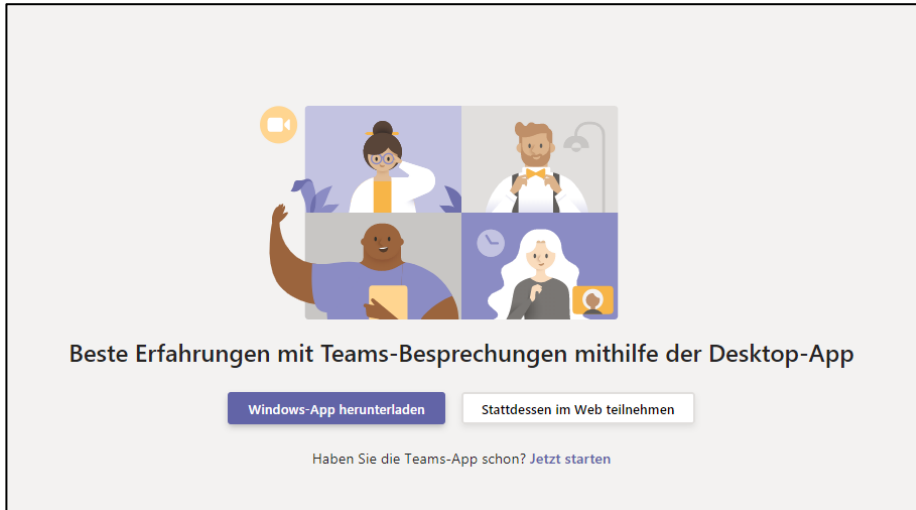 Beste Erfahrungen mit Teams-Besprechungen mithilfe der Desktop-App
Windows-App herunterladen
Stattdessen im Web teilnehmen
Haben Sie die Teams-App schon? Jetzt starten